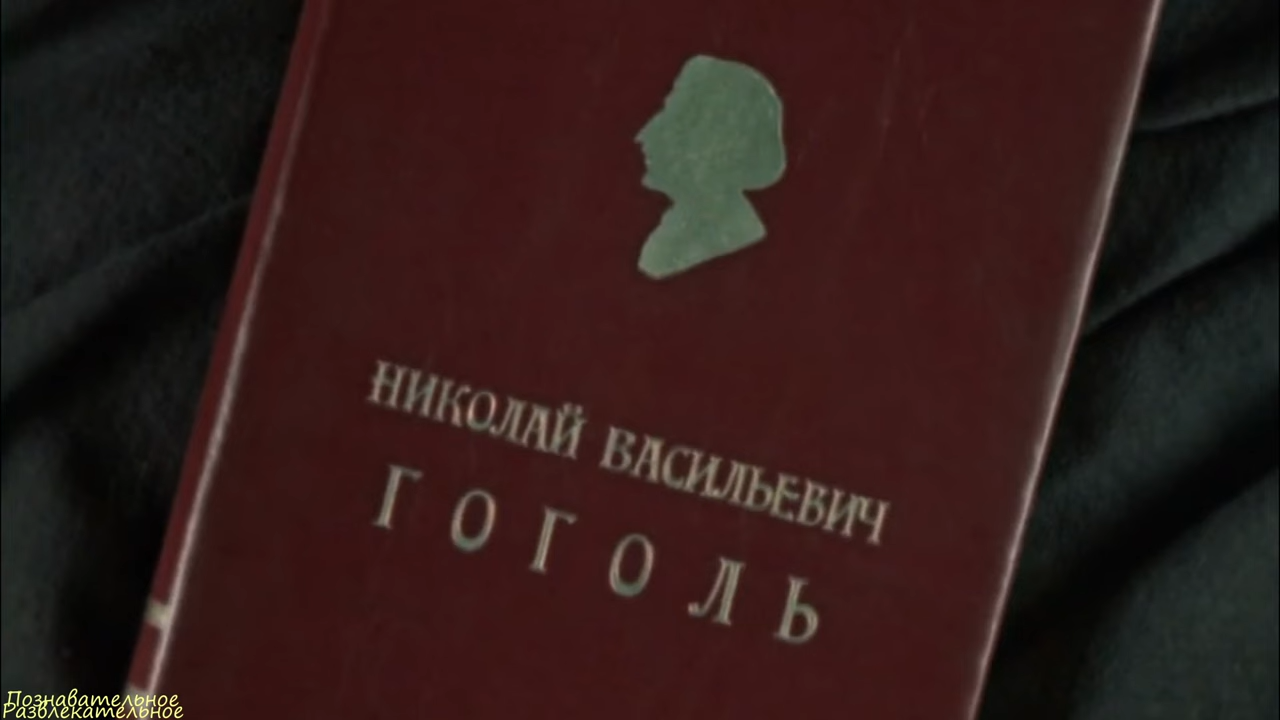 НИКОЛАЙ ВАСИЛЬЕВИЧ
ГОГОЛЬ
Познавательное
Развлекательное